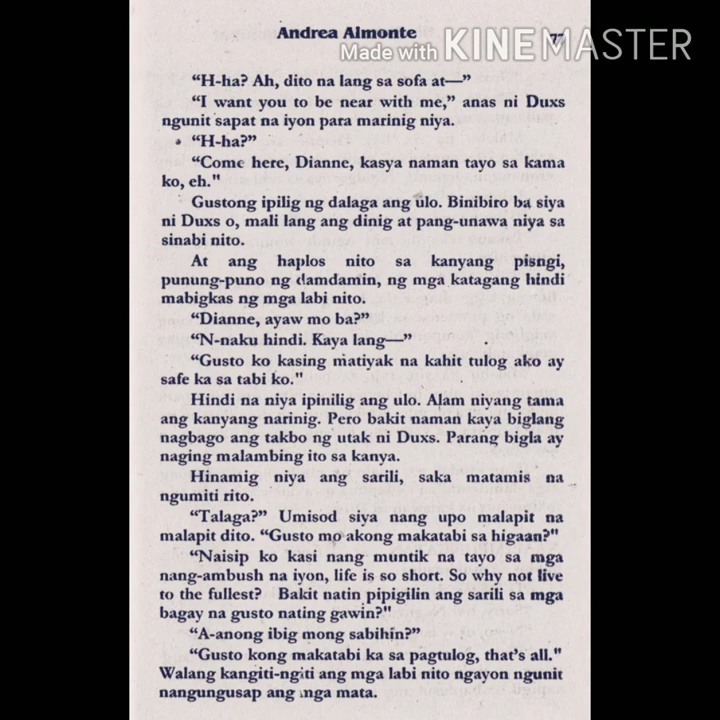 Andrea Almonte
Made with KINEMASTER
"H-ha? Ah, dito na lang sa sofa at—"
"I want you to be near with me," anas ni Duxs
ngunit sapat na iyon para marinig niya.
"H-ha?"
"Come here, Dianne, kasya naman tayo sa kama
ko, eh."
Gustong ipilig ng dalaga ang ulo. Binibiro ba siya
ni Duxs o, mali lang ang dinig at pang-unawa niya sa
sinabi nito.
At ang haplos nito sa kanyang pisngi,
punung-puno ng damdamin, ng mga katagang hindi
mabigkas ng mga labi nito.
"Dianne, ayaw mo ba?"
"N-naku hindi. Kaya lang—"
"Gusto ko kasing matiyak na kahit tulog ako ay
safe ka sa tabi ko."
Hindi na niya ipinilig ang ulo. Alam niyang tama
ang kanyang narinig. Pero bakit naman kaya biglang
nagbago ang takbo ng utak ni Duxs. Parang bigla ay
naging malambing ito sa kanya.
Hinamig niya ang sarili, saka matamis na
ngumiti rito.
"Talaga?" Umisod siya nang upo malapit na
malapit dito. "Gusto mo akong makatabi sa higaan?"
"Naisip ko kasi nang muntik na tayo sa mga
nang-ambush na iyon, life is so short. So why not live
to the fullest? Bakit natin pipigilin ang sarili sa mga
bagay na gusto nating gawin?"
"A-anong ibig mong sabihin?"
"Gusto kong makatabi ka sa pagtulog, that's all."
Walang kangiti-ngiti ang mga labi nito ngayon ngunit
nangungusap ang mga mata.